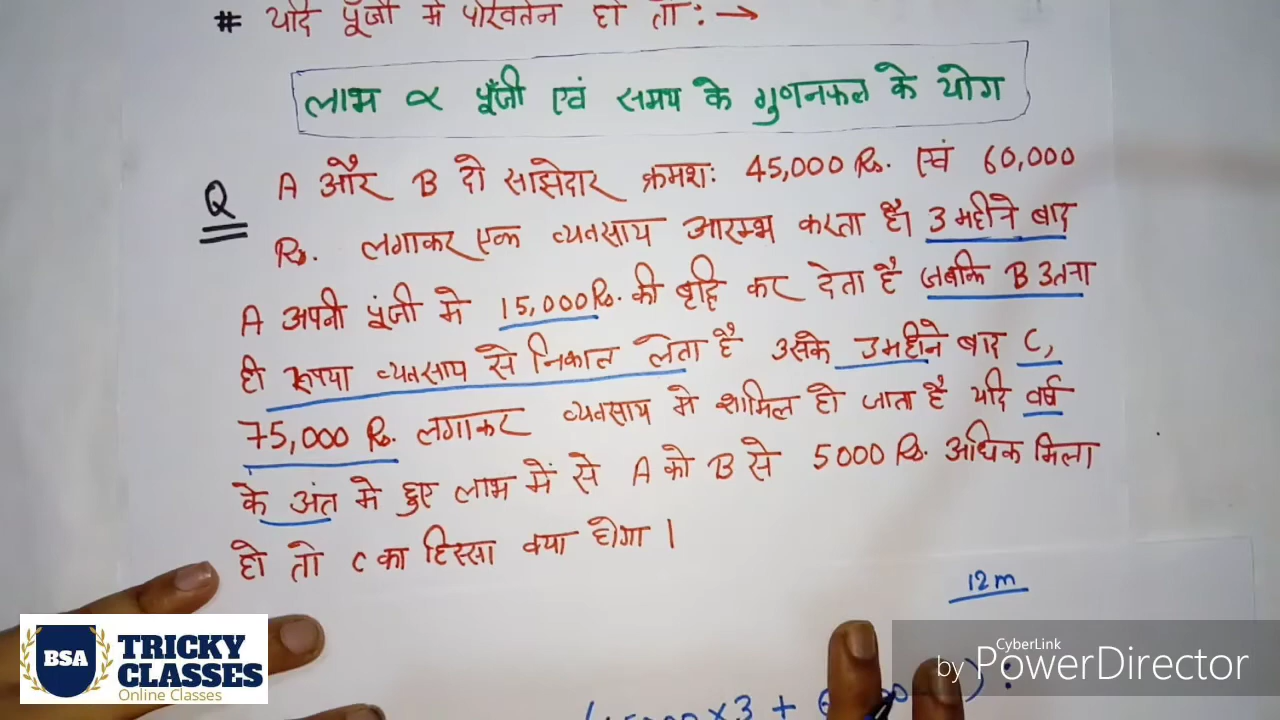 # यदि पूँजी में परिवर्तन हो तो: →
लाभ ∝ पूँजी एवं समय के गुणनफल के योग
Q A और B दो साझेदार क्रमशः 45,000 Rs. एवं 60,000
Rs. लगाकर एक व्यवसाय आरम्भ करता है। 3 महीने बाद
A अपनी पूंजी मे 15,000 Rs. की वृद्धि कर देता है जबकि B उतना
ही रूपया व्यवसाय से निकाल लेता है उसके 3 महीने बाद C,
75,000 Rs. लगाकर व्यवसाय मे शामिल हो जाता है यदि वर्ष
के अंत मे हुए लाभ में से A को B से 5000 Rs. अधिक मिला
हो तो C का हिस्सा क्या होगा ।
12m
BSA TRICKY
CLASSES
Online Classes
CyberLink
by PowerDirector